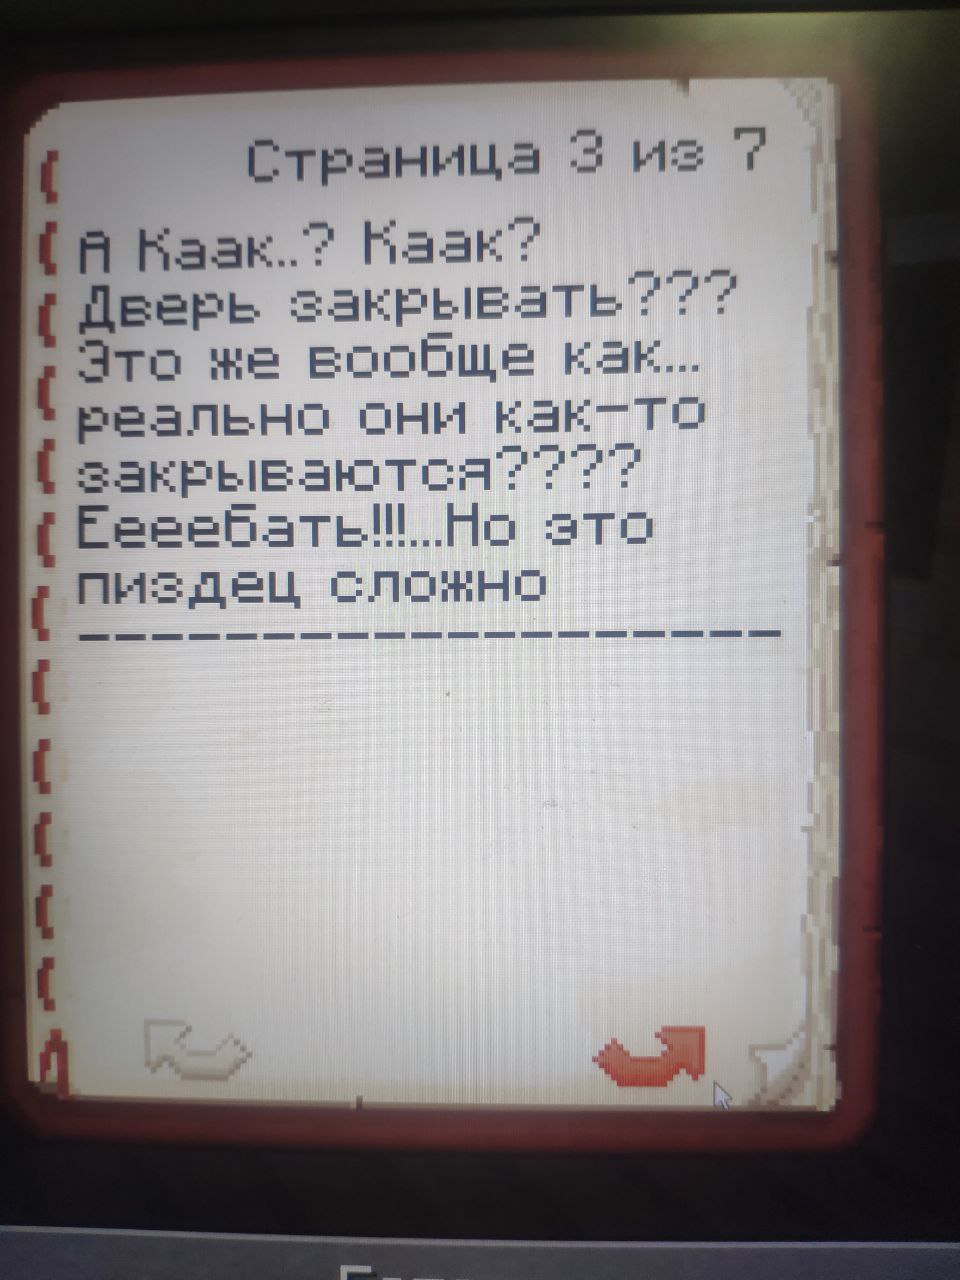 Страница 3 из 7
А Каак..? Каак?
Дверь закрывать???
Это же вообще как...
реально они как-то
закрываются????
Еееебать!!!...Но это
пиздец сложно
-------------------